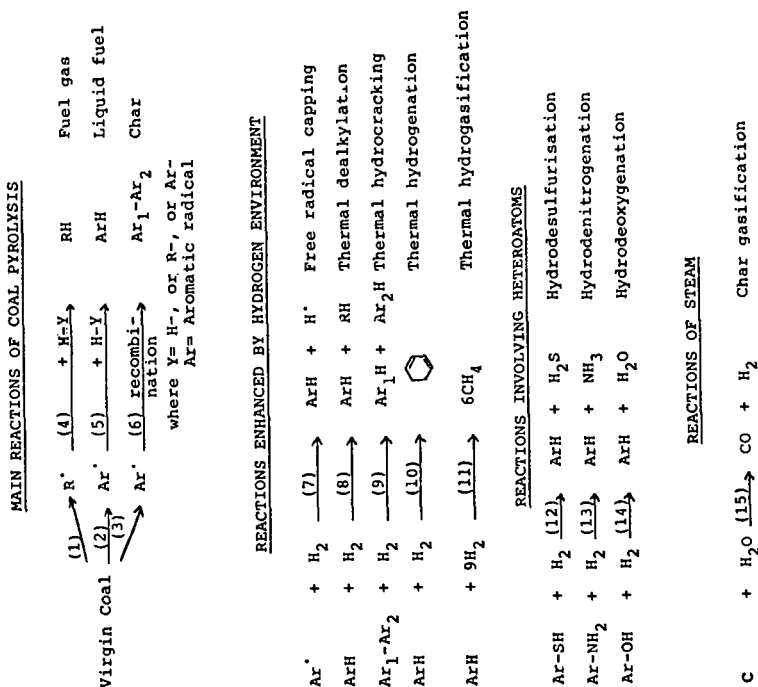 MAIN REACTIONS OF COAL PYROLYSIS
(1) R• (4) + H-Y RH Fuel gas
Virgin Coal (2) Ar• (5) + H-Y ArH Liquid fuel
(3) Ar• (6) recombi- Ar₁-Ar₂ Char
nation
where Y= H-, or R-, or Ar-
Ar= Aromatic radical
REACTIONS ENHANCED BY HYDROGEN ENVIRONMENT
Ar• + H₂ (7) ArH + H• Free radical capping
ArH + H₂ (8) ArH + RH Thermal dealkylation
Ar₁-Ar₂ + H₂ (9) Ar₁H + Ar₂H Thermal hydrocracking
ArH + H₂ (10) Thermal hydrogenation
ArH + 9H₂ (11) 6CH₄ Thermal hydrogasification
REACTIONS INVOLVING HETEROATOMS
Ar-SH + H₂ (12) ArH + H₂S Hydrodesulfurisation
Ar-NH₂ + H₂ (13) ArH + NH₃ Hydrodenitrogenation
Ar-OH + H₂ (14) ArH + H₂O Hydrodeoxygenation
REACTIONS OF STEAM
C + H₂O (15) CO + H₂ Char gasification